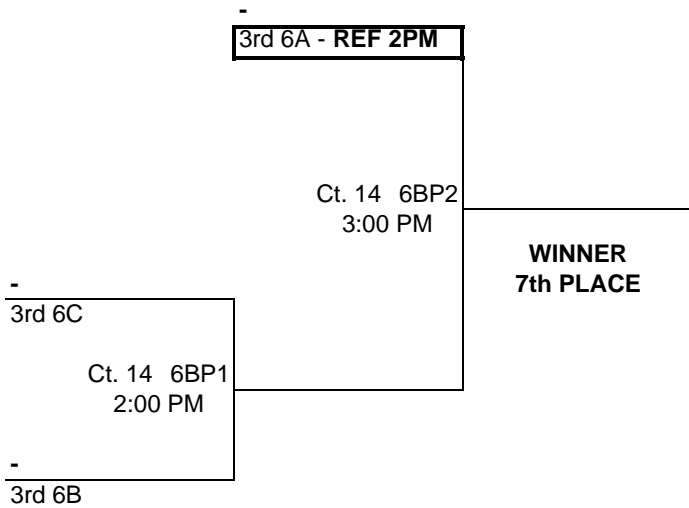 -
3rd 6A - REF 2PM
Ct. 14 6BP2
3:00 PM
WINNER
7th PLACE
-
3rd 6C
Ct. 14 6BP1
2:00 PM
-
3rd 6B